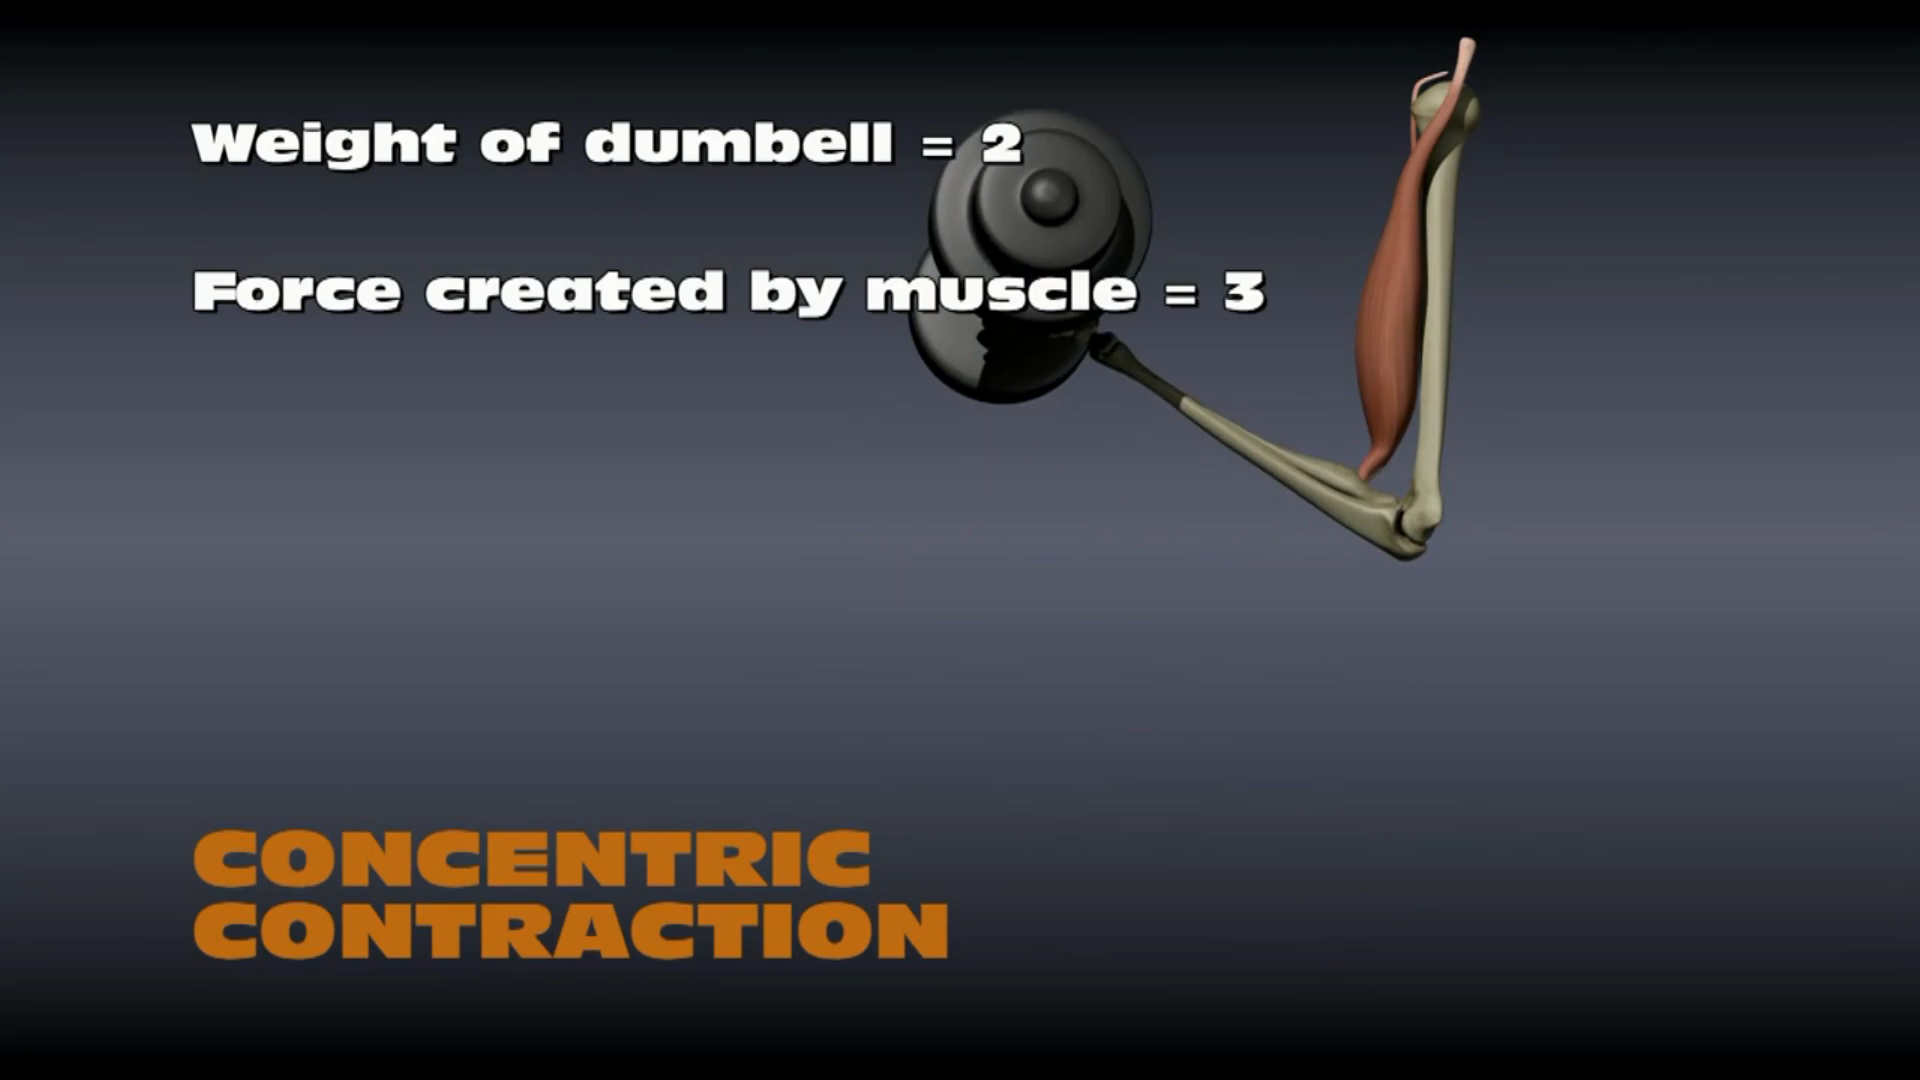 Weight of dumbell = 2
Force created by muscle = 3
CONCENTRIC
CONTRACTION